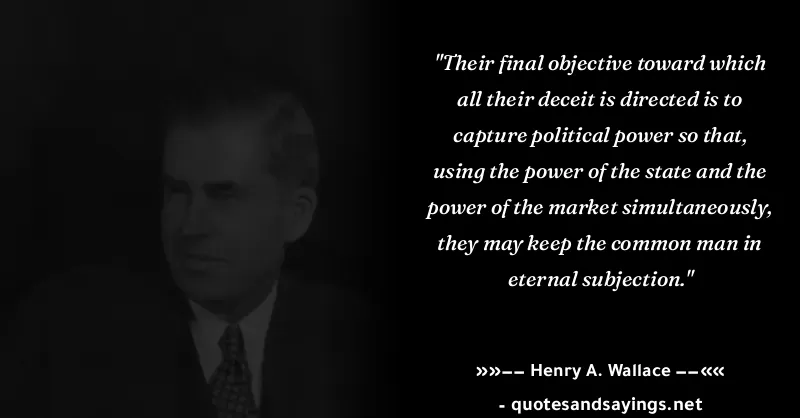 "Their final objective toward which
all their deceit is directed is to
capture political power so that,
using the power of the state and the
power of the market simultaneously,
they may keep the common man in
eternal subjection."
»»–– Henry A. Wallace ––««
- quotesandsayings.net